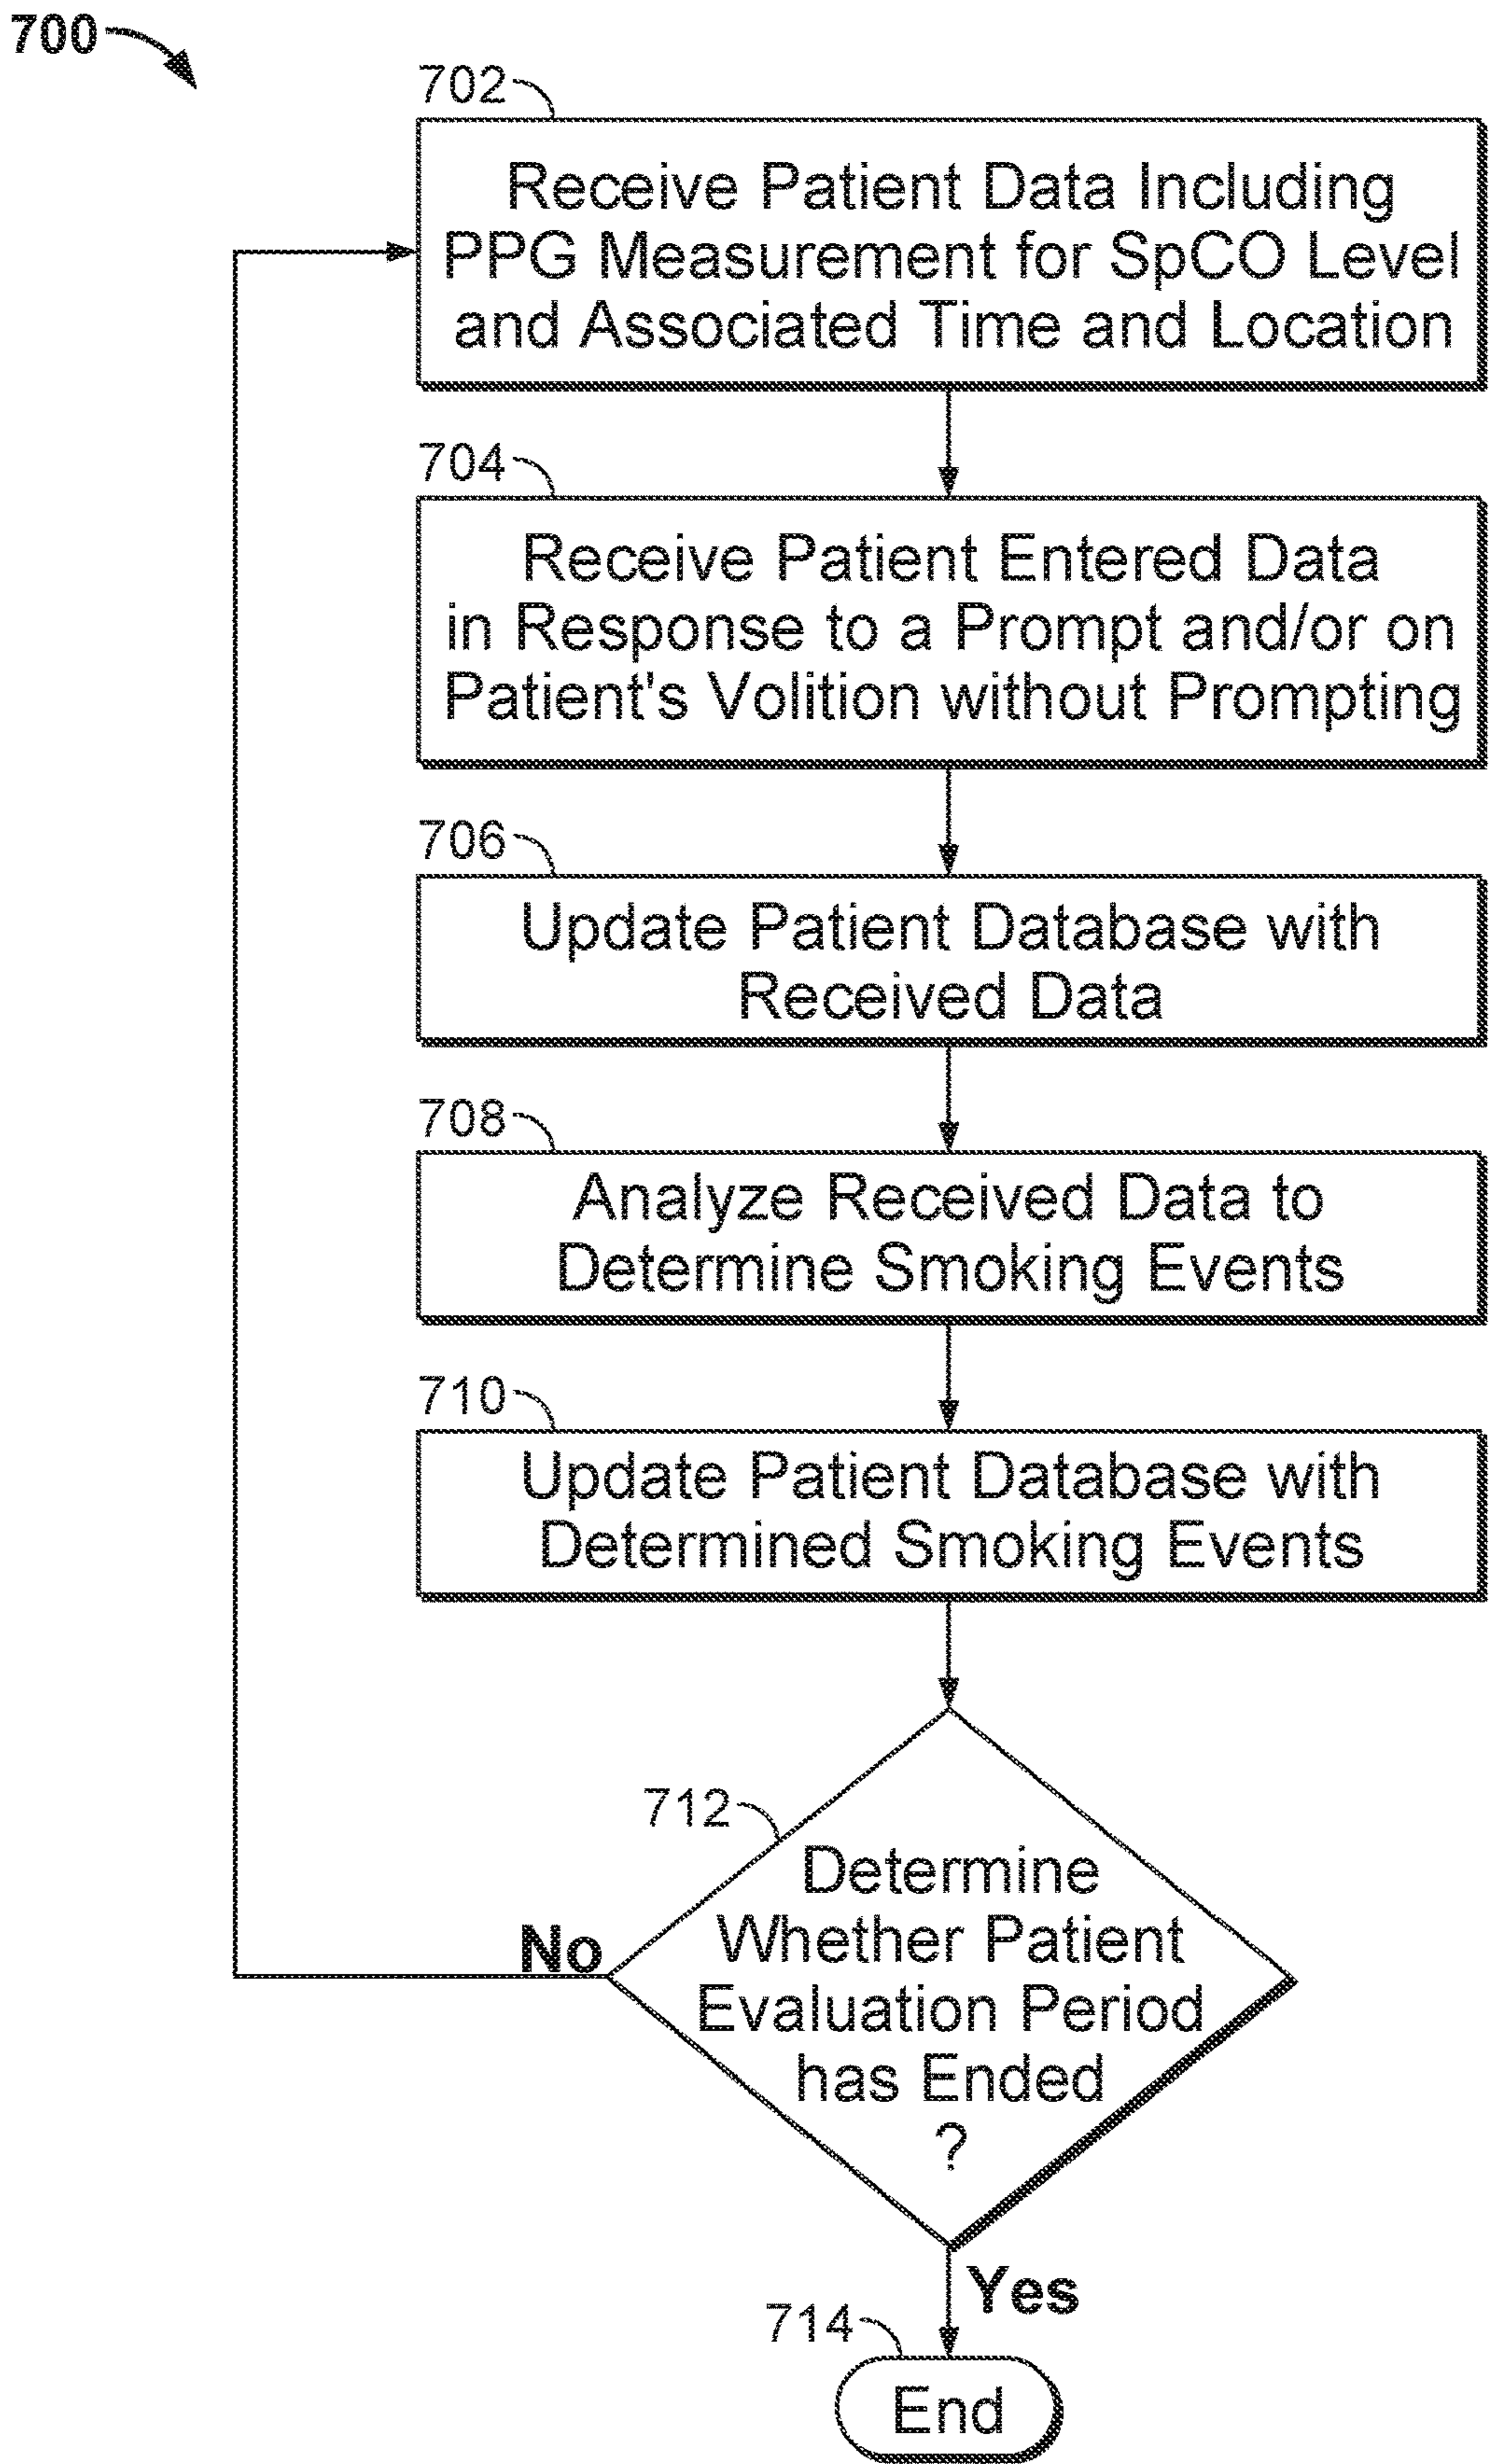 700
702
Receive Patient Data Including
PPG Measurement for SpCO Level
and Associated Time and Location
704
Receive Patient Entered Data
in Response to a Prompt and/or on
Patient's Volition without Prompting
706
Update Patient Database with
Received Data
708
Analyze Received Data to
Determine Smoking Events
710
Update Patient Database with
Determined Smoking Events
712
Determine
Whether Patient
Evaluation Period
has Ended
?
No
Yes
714
End